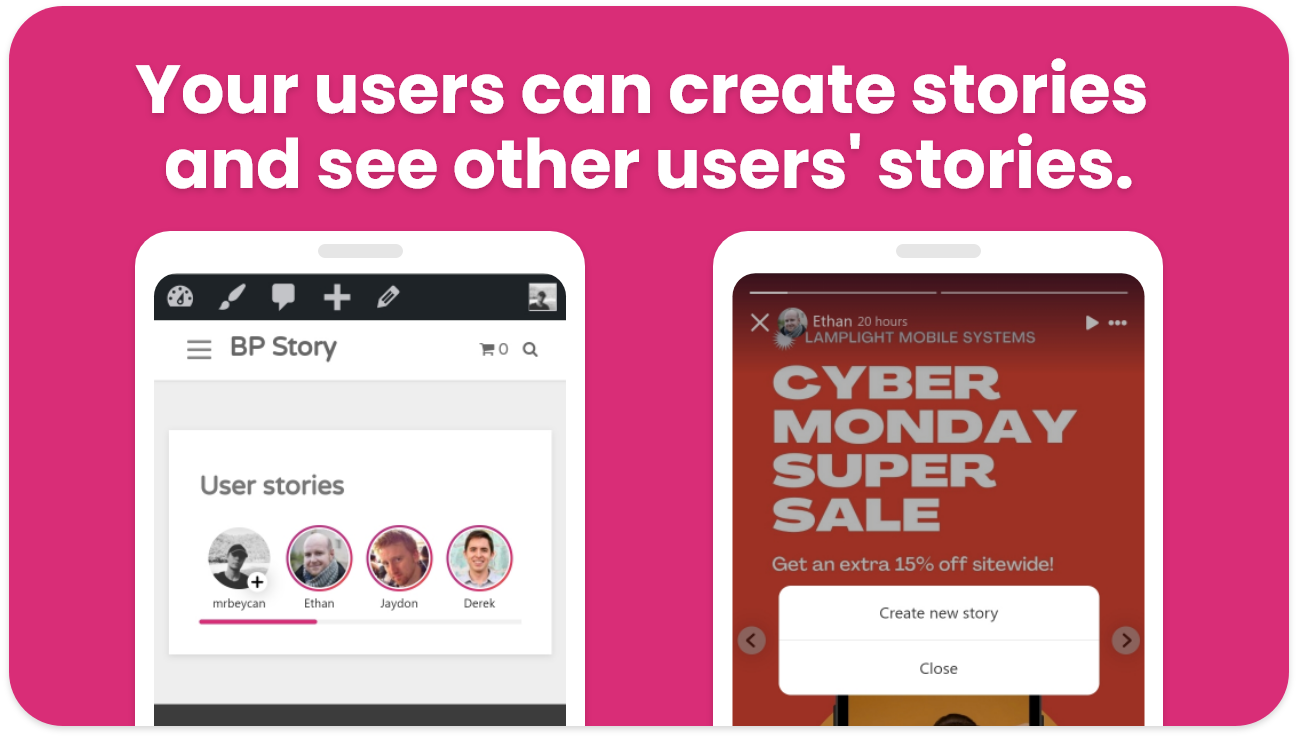 Your users can create stories
and see other users' stories.
BP Story
0
User stories
mrbeycan
Ethan
Jaydon
Derek
Ethan 20 hours
LAMPLIGHT MOBILE SYSTEMS
CYBER
MONDAY
SUPER
SALE
Get an extra 15% off sitewide!
Create new story
Close